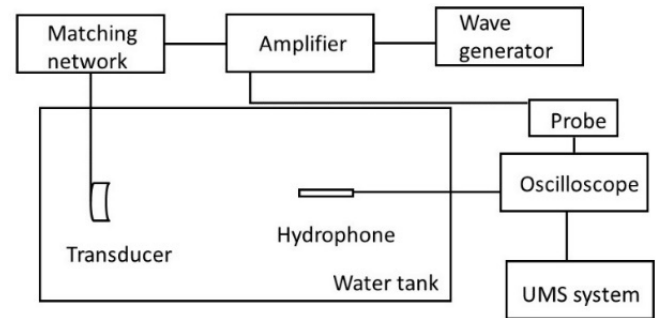 Matching
network
Amplifier
Wave
generator
Probe
Oscilloscope
Transducer
Hydrophone
Water tank
UMS system